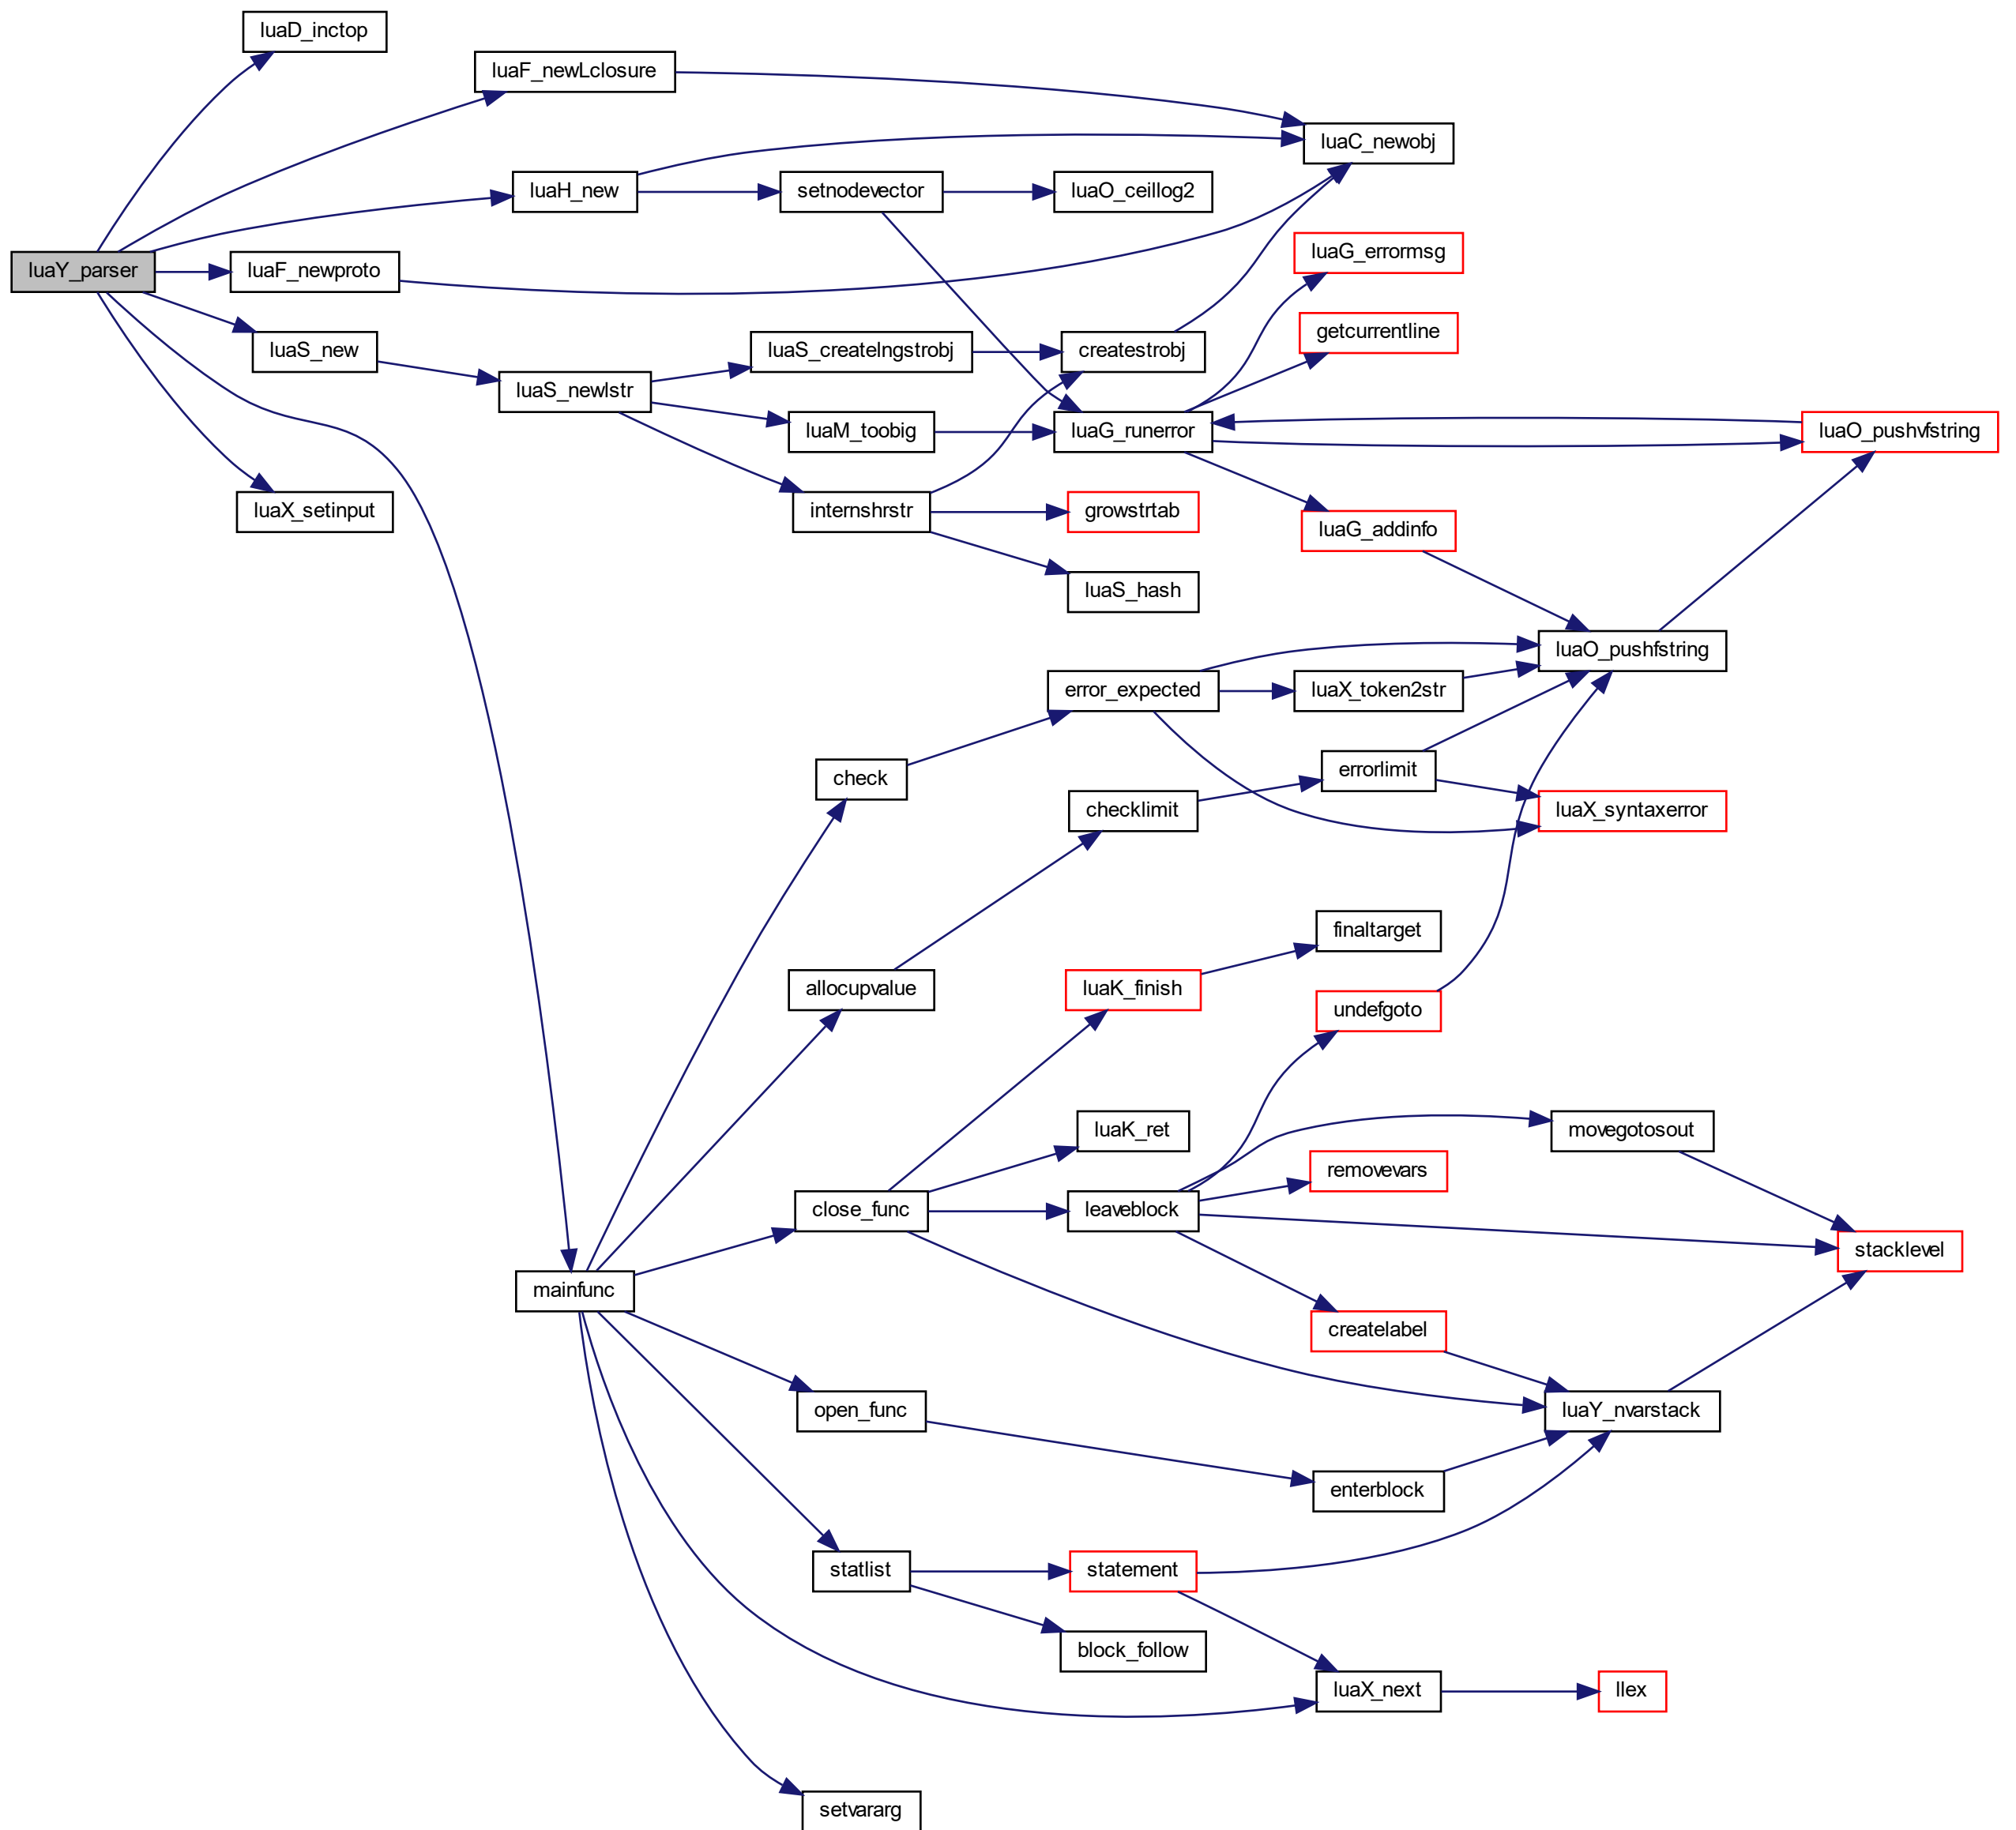 luaD_inctop
luaF_newLclosure
luaC_newobj
luaH_new
setnodevector
luaO_ceillog2
luaY_parser
luaF_newproto
luaG_errormsg
luaS_new
luaS_createlngstrobj
createstrobj
getcurrentline
luaS_newlstr
luaM_toobig
luaG_runerror
luaO_pushvfstring
luaX_setinput
internshrstr
growstrtab
luaG_addinfo
luaS_hash
luaO_pushfstring
error_expected
luaX_token2str
check
errorlimit
checklimit
luaX_syntaxerror
finaltarget
allocupvalue
luaK_finish
undefgoto
luaK_ret
movegotosout
removevars
close_func
leaveblock
stacklevel
mainfunc
createlabel
open_func
luaY_nvarstack
enterblock
statlist
statement
block_follow
luaX_next
llex
setvararg